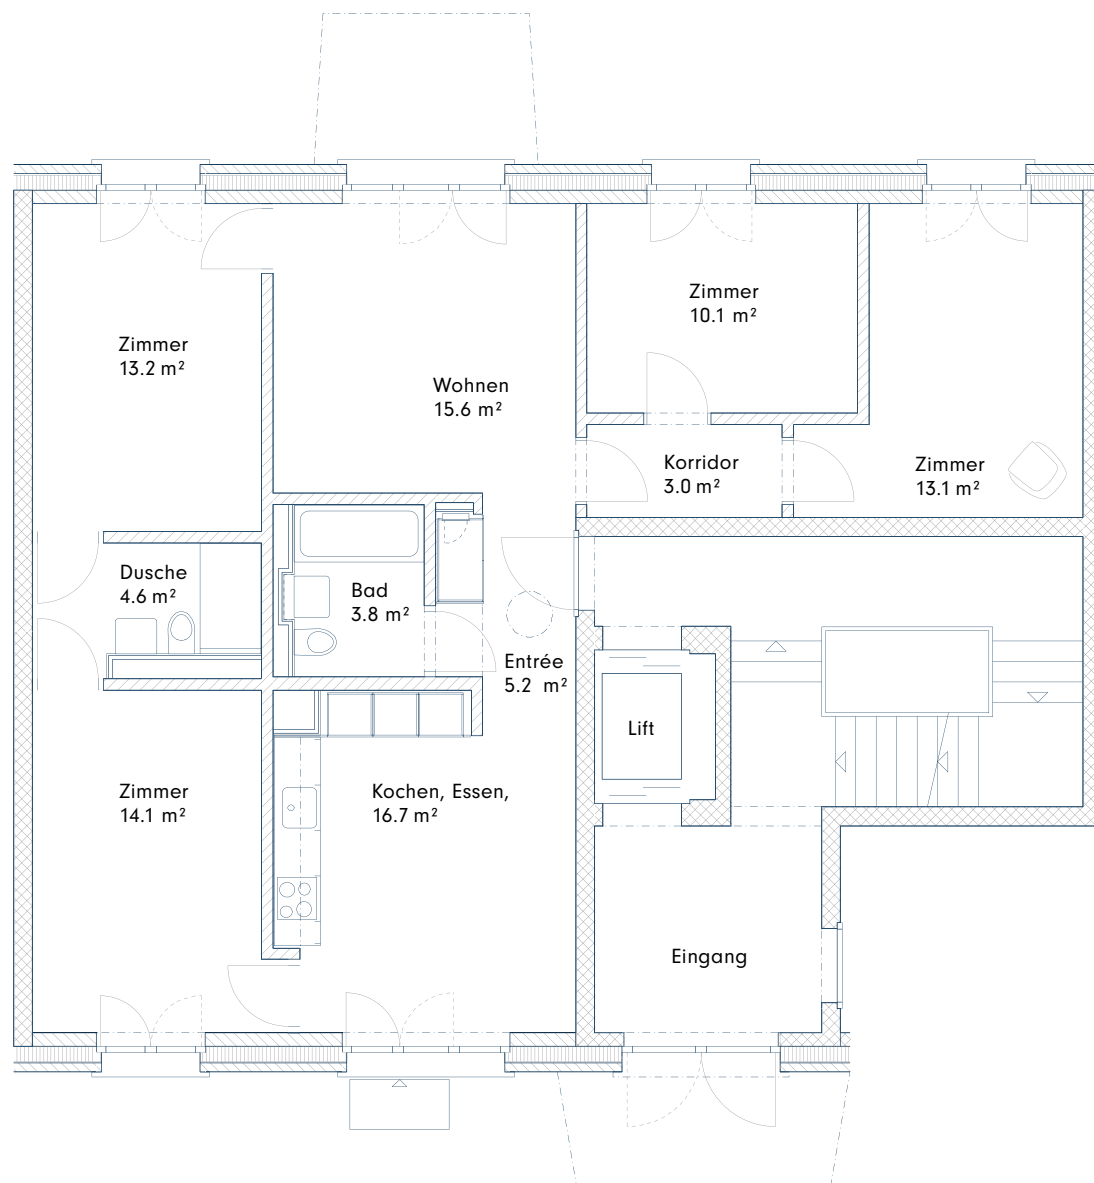 Zimmer
10.1 m²
Zimmer
13.2 m²
Wohnen
15.6 m²
Korridor
3.0 m²
Zimmer
13.1 m²
Dusche
4.6 m²
Bad
3.8 m²
Entrée
5.2 m²
Lift
Zimmer
14.1 m²
Kochen, Essen,
16.7 m²
Eingang